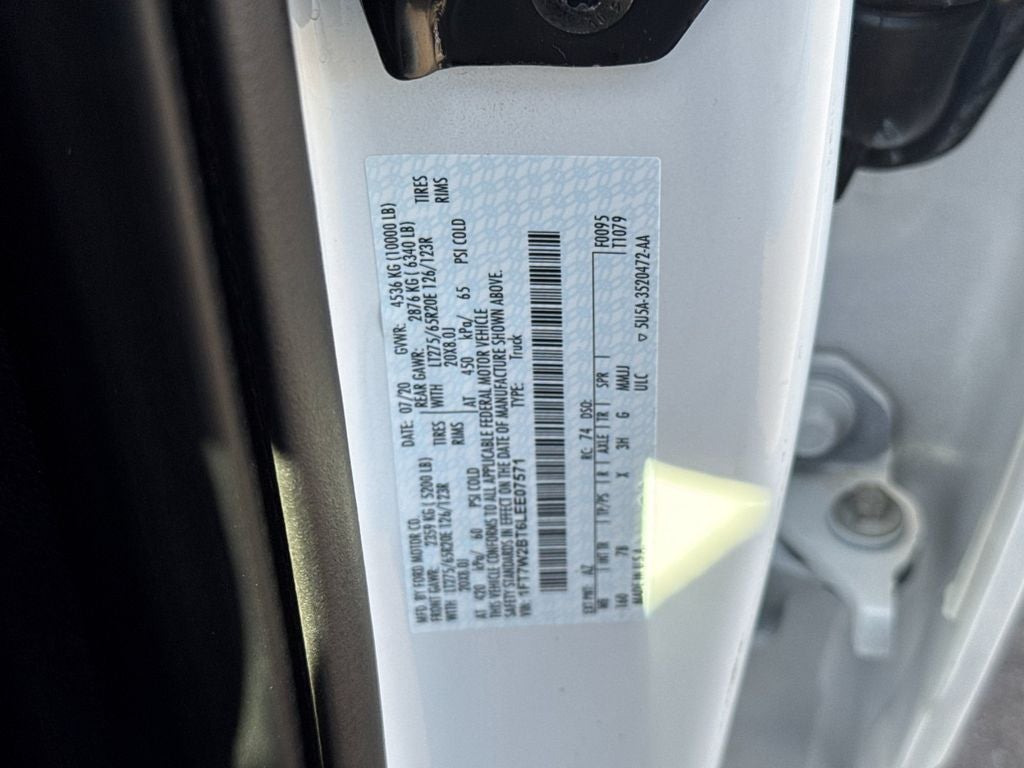 MFD. BY FORD MOTOR CO.
DATE: 07/20 GVWR: 4536 KG (10000 LB)
FRONT GAWR: 2359 KG ( 5200 LB) REAR GAWR: 2876 KG ( 6340 LB)
WITH LT275/65R20E 126/123R TIRES WITH LT275/65R20E 126/123R TIRES
20X8.0J RIMS 20X8.0J RIMS
AT 420 kPa/ 60 PSI COLD AT 450 kPa/ 65 PSI COLD
THIS VEHICLE CONFORMS TO ALL APPLICABLE FEDERAL MOTOR VEHICLE
SAFETY STANDARDS IN EFFECT ON THE DATE OF MANUFACTURE SHOWN ABOVE.
VIN: 1FT7W2BT6LEE07571 TYPE: Truck
F0095
T1079
EXT PNT: AZ RC: 74 DSO:
WB INT TR TP/PS R AXLE TR SPR
160 78 X 3H G MAUU
MADE IN U.S.A. ULC ▽ 5U5A-3520472-AA